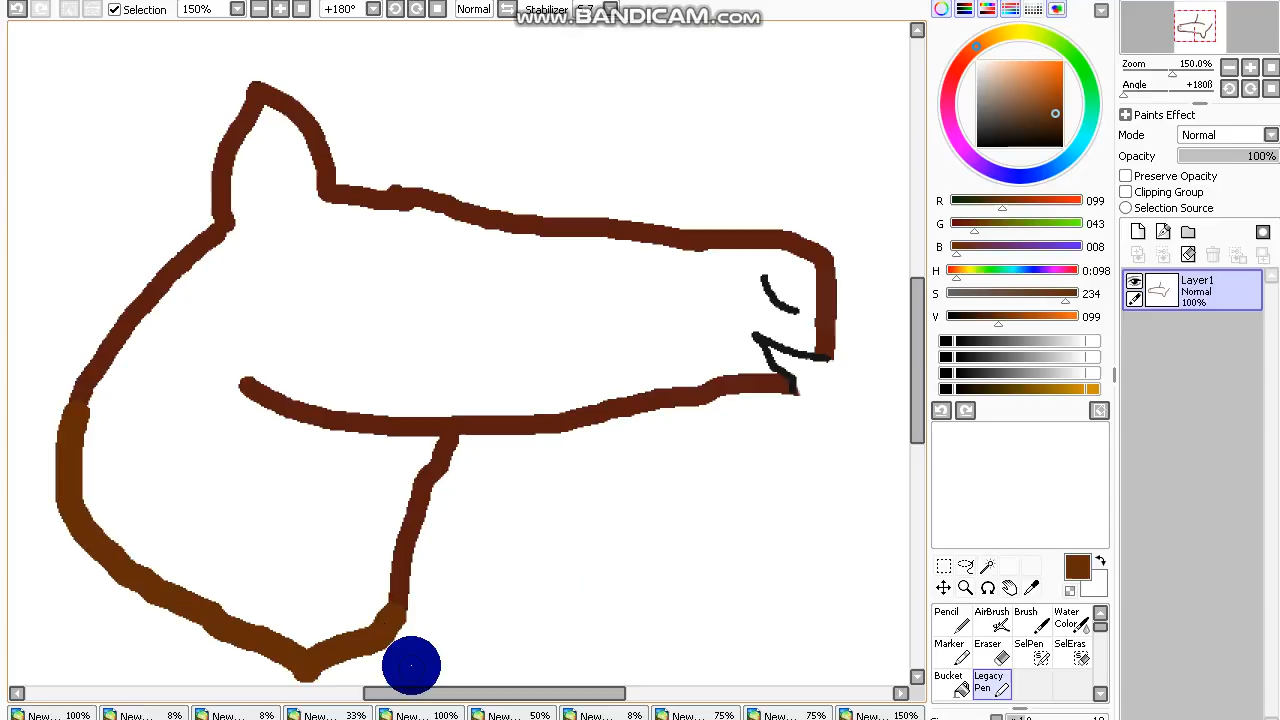 Selection 150% +180° Normal Stabilizer
www.BANDICAM.com
Zoom 150.0%
Angle +180Ø
Paints Effect
Mode Normal
Opacity 100%
Preserve Opacity
Clipping Group
Selection Source
R 099
G 043
B 008
H 0:098
S 234
V 099
Layer1
Normal
100%
Pencil AirBrush Brush Water Color
Marker Eraser SelPen SelEras
Bucket Legacy Pen
New... 100% New... 8% New... 8% New... 33% New... 100% New... 50% New... 8% New... 75% New... 75% New... 150%